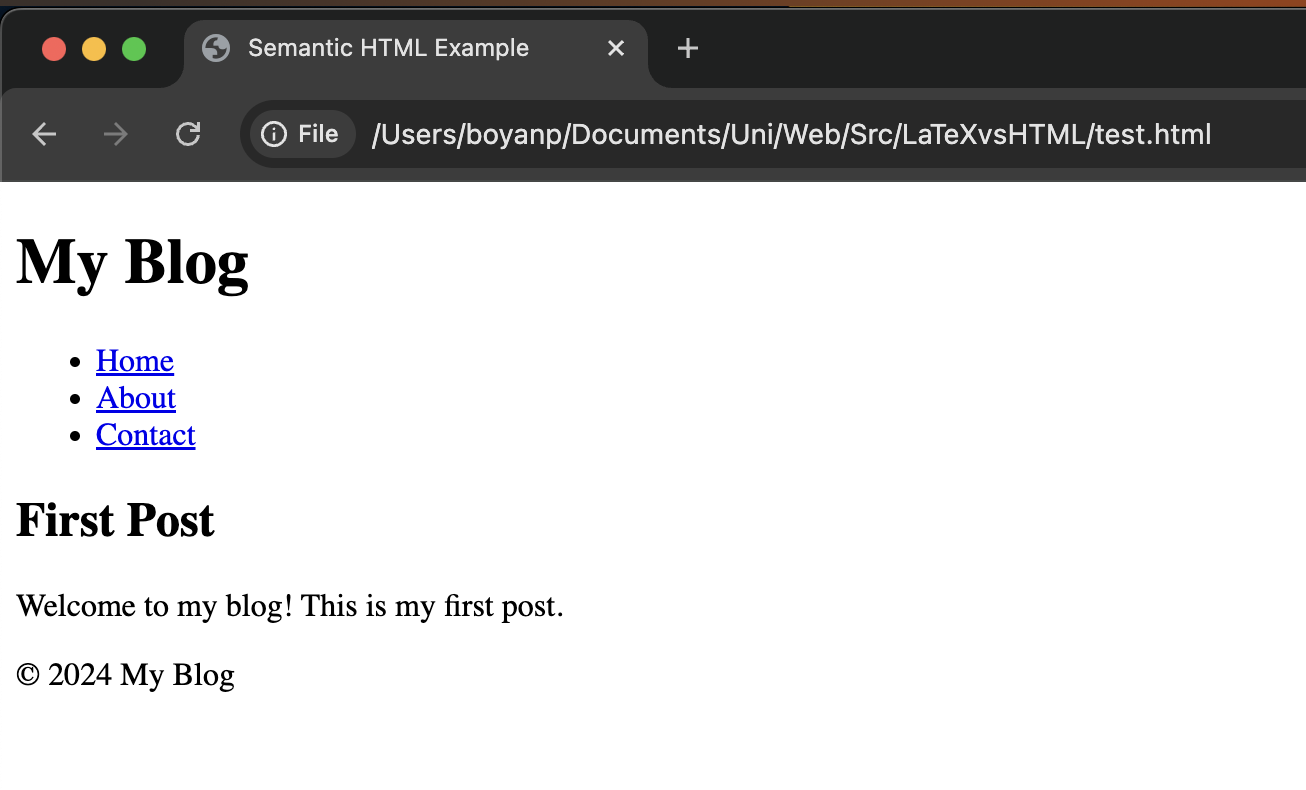 Semantic HTML Example
File /Users/boyanp/Documents/Uni/Web/Src/LaTeXvsHTML/test.html
My Blog
Home
About
Contact
First Post
Welcome to my blog! This is my first post.
© 2024 My Blog